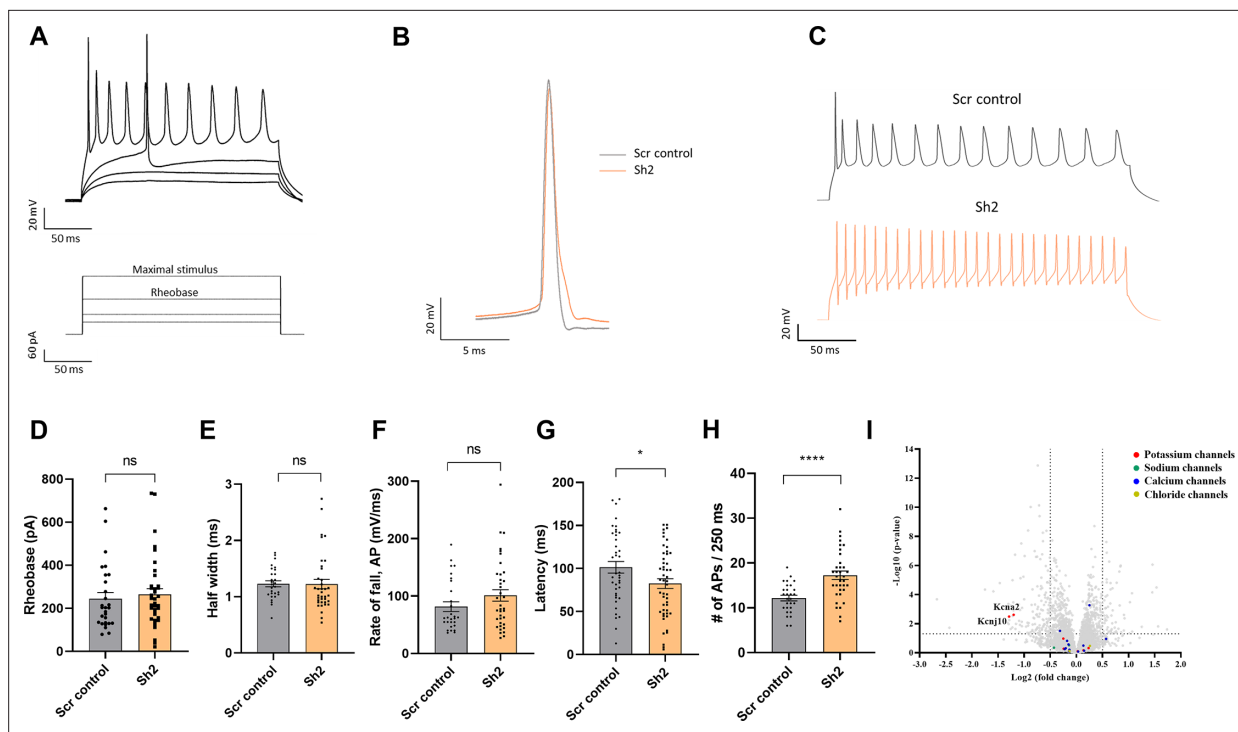 A
20 mV
50 ms
Maximal stimulus
Rheobase
60 pA
50 ms
B
Scr control
Sh2
20 mV
5 ms
C
Scr control
Sh2
20 mV
50 ms
D
ns
Rheobase (pA)
800
600
400
200
0
Scr control
Sh2
E
ns
Half width (ms)
3
2
1
0
Scr control
Sh2
F
ns
Rate of fall, AP (mV/ms)
300
200
100
0
Scr control
Sh2
G
*
Latency (ms)
200
150
100
50
0
Scr control
Sh2
H
****
# of APs / 250 ms
40
30
20
10
0
Scr control
Sh2
I
Potassium channels
Sodium channels
Calcium channels
Chloride channels
-Log10 (p-value)
14
12
10
8
6
4
2
0
Kcna2
Kcnj10
-3.0 -2.5 -2.0 -1.5 -1.0 -0.5 0.0 0.5 1.0 1.5 2.0
Log2 (fold change)